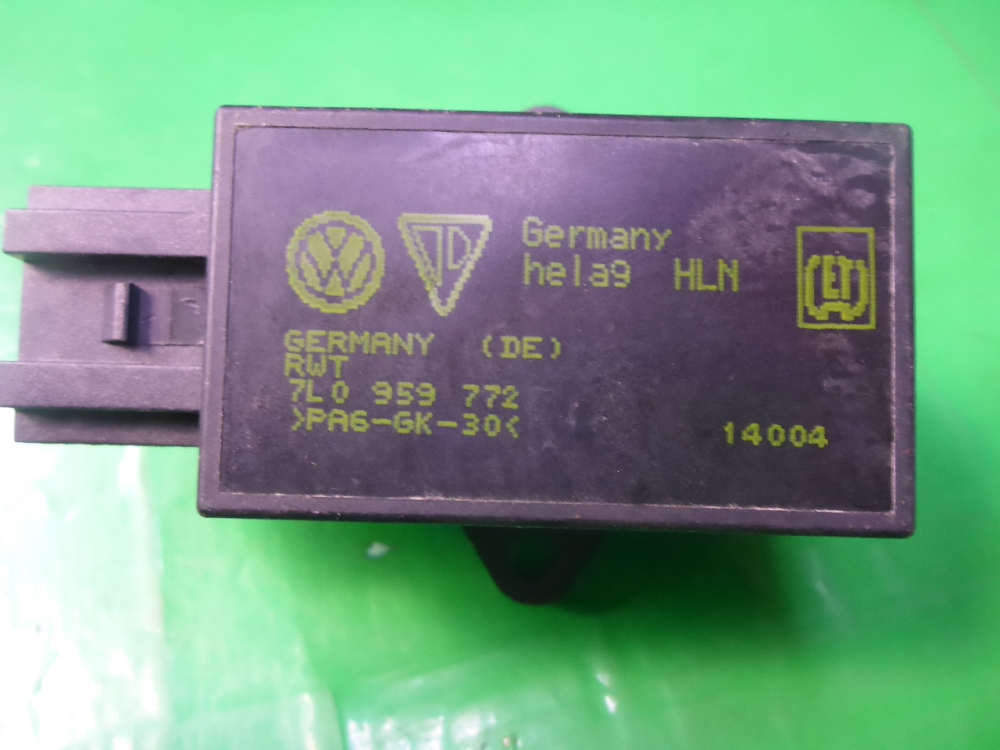 Germany
hela9 HLN
GERMANY (DE)
RWT
7L0 959 772
>PA6-GK-30<
14004